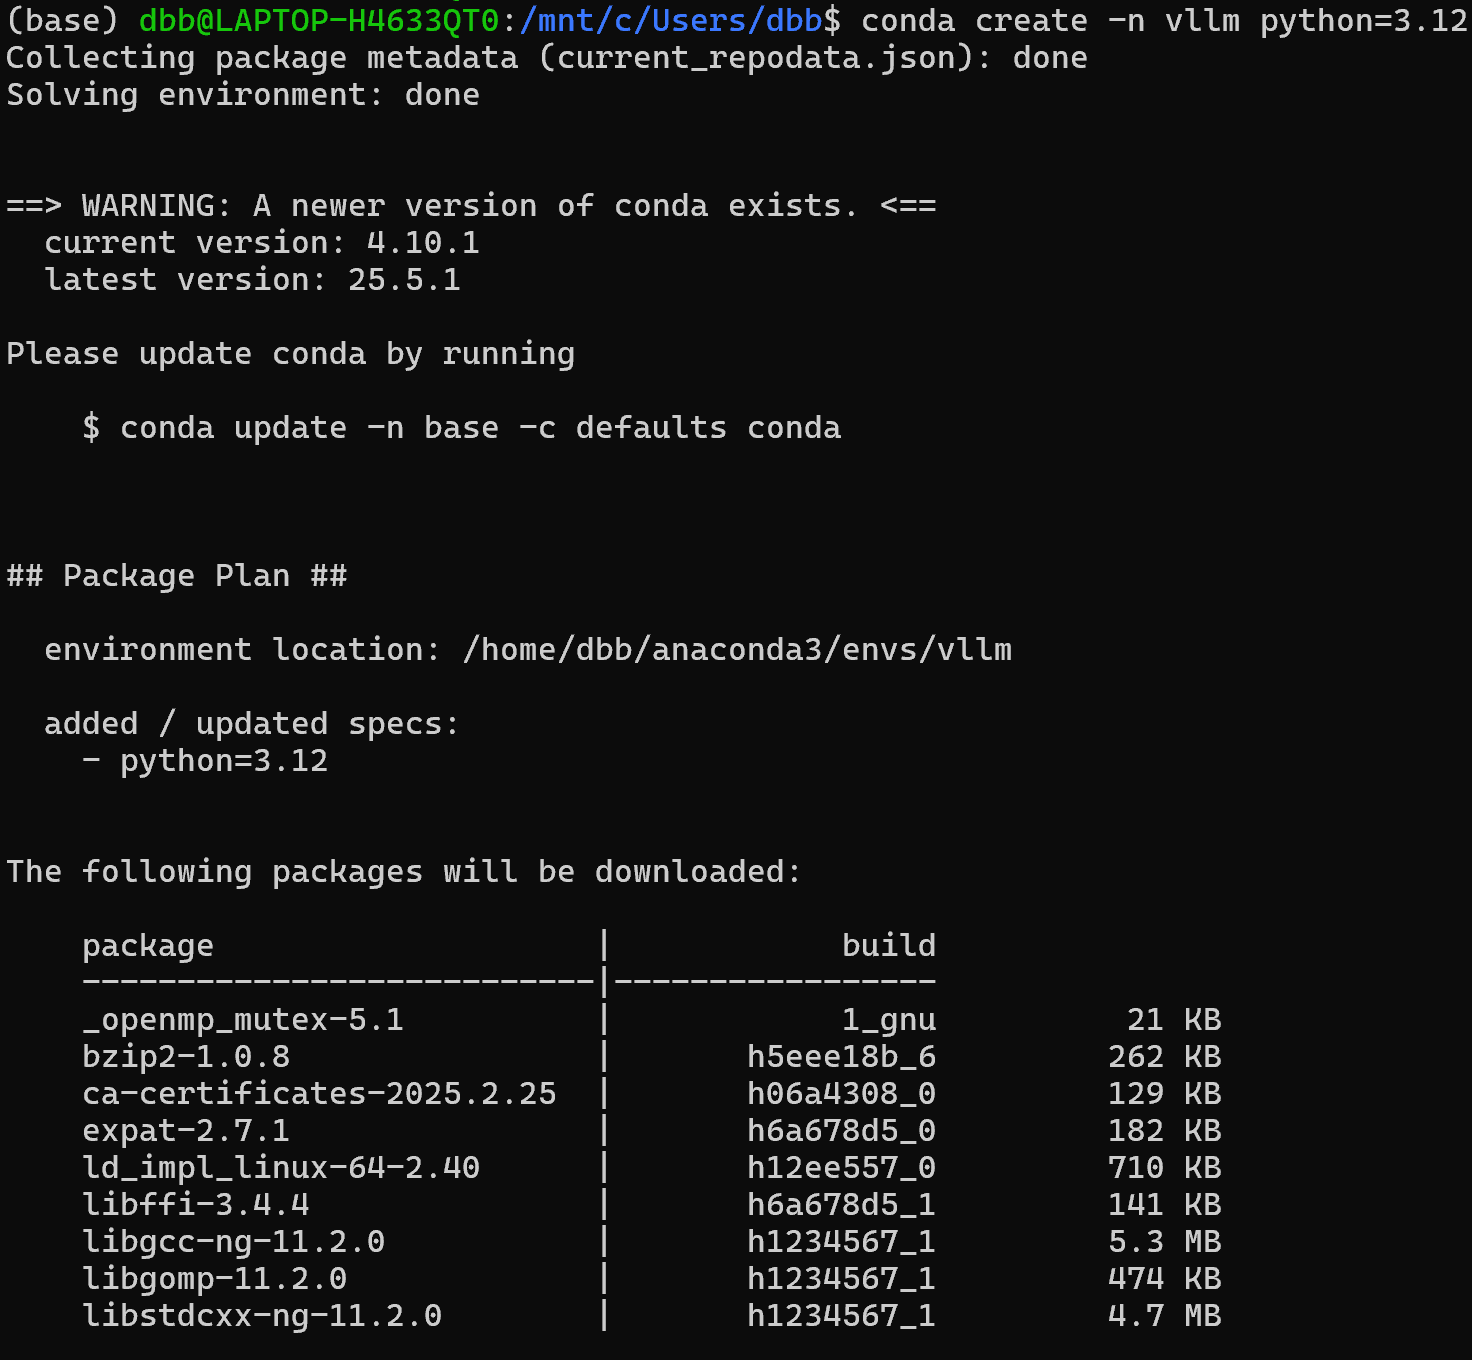 (base) dbb@LAPTOP-H4633QT0:/mnt/c/Users/dbb$ conda create -n vllm python=3.12
Collecting package metadata (current_repodata.json): done
Solving environment: done
==> WARNING: A newer version of conda exists. <==
  current version: 4.10.1
  latest version: 25.5.1
Please update conda by running
    $ conda update -n base -c defaults conda
## Package Plan ##
  environment location: /home/dbb/anaconda3/envs/vllm
  added / updated specs:
    - python=3.12
The following packages will be downloaded:
    package                    |            build
    ---------------------------|-----------------
    _openmp_mutex-5.1          |            1_gnu          21 KB
    bzip2-1.0.8                |       h5eee18b_6         262 KB
    ca-certificates-2025.2.25  |       h06a4308_0         129 KB
    expat-2.7.1                |       h6a678d5_0         182 KB
    ld_impl_linux-64-2.40      |       h12ee557_0         710 KB
    libffi-3.4.4               |       h6a678d5_1         141 KB
    libgcc-ng-11.2.0           |       h1234567_1         5.3 MB
    libgomp-11.2.0             |       h1234567_1         474 KB
    libstdcxx-ng-11.2.0        |       h1234567_1         4.7 MB